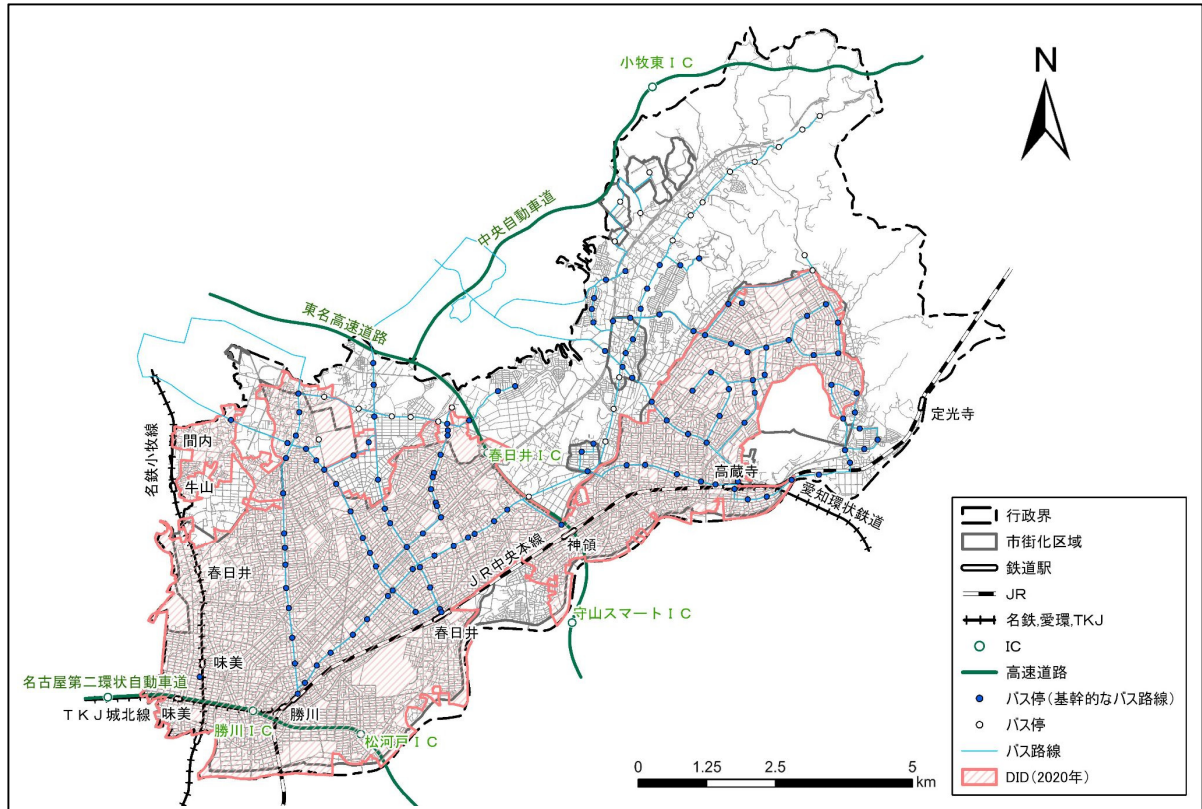 小牧東ＩＣ
N
中央自動車道
東名高速道路
名鉄小牧線
間内
牛山
春日井ＩＣ
定光寺
高蔵寺
愛知環状鉄道
ＪＲ中央本線
神領
春日井
守山スマートＩＣ
春日井
味美
名古屋第二環状自動車道
ＴＫＪ城北線
味美
勝川
勝川ＩＣ
松河戸ＩＣ
行政界
市街化区域
鉄道駅
JR
名鉄,愛環,TKJ
IC
高速道路
バス停(基幹的なバス路線)
バス停
バス路線
DID(2020年)
0 1.25 2.5 5
km